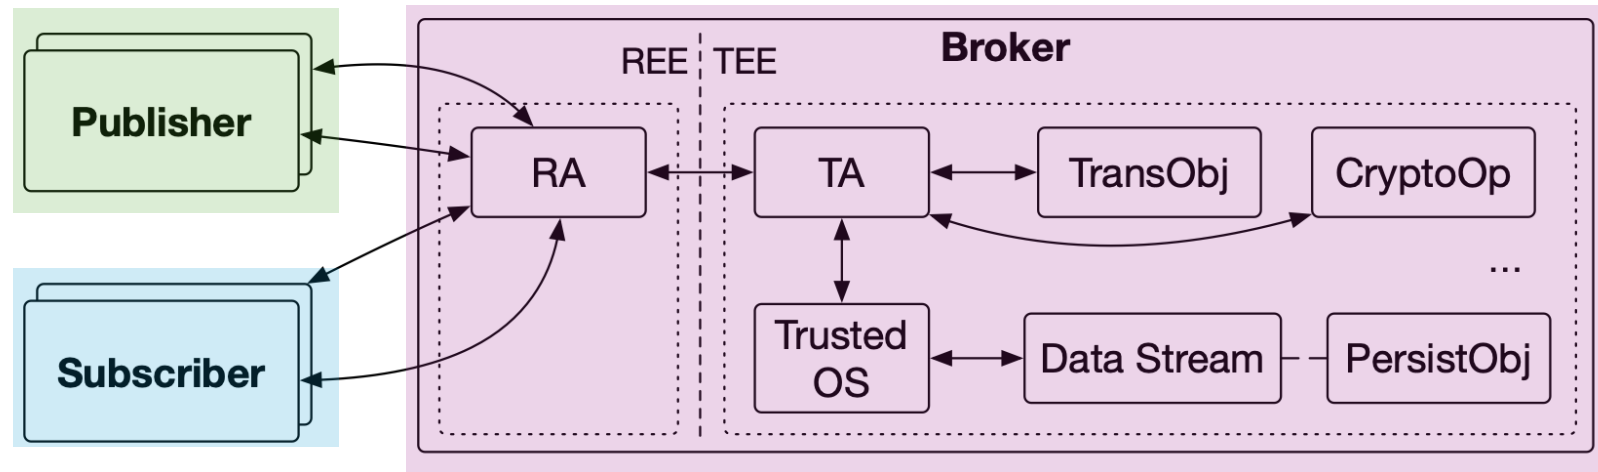 Broker
REE
TEE
Publisher
RA
TA
TransObj
CryptoOp
...
Subscriber
Trusted
OS
Data Stream
PersistObj